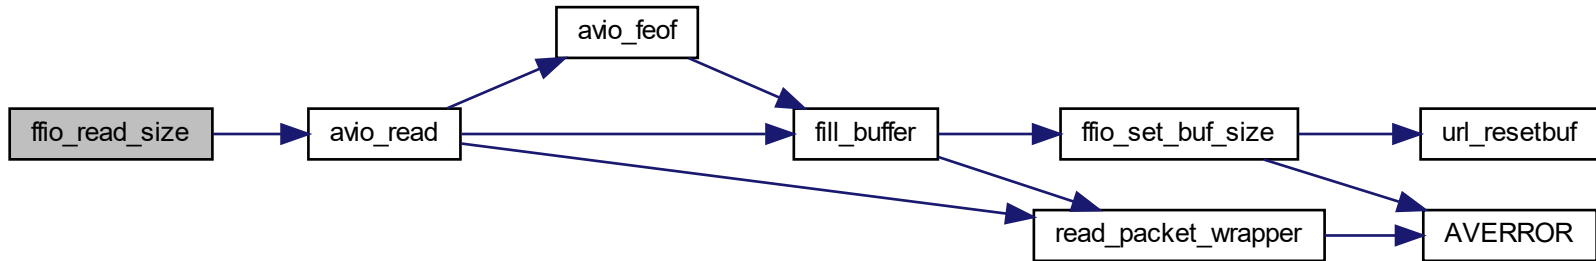 avio_feof
ffio_read_size
avio_read
fill_buffer
ffio_set_buf_size
url_resetbuf
read_packet_wrapper
AVERROR